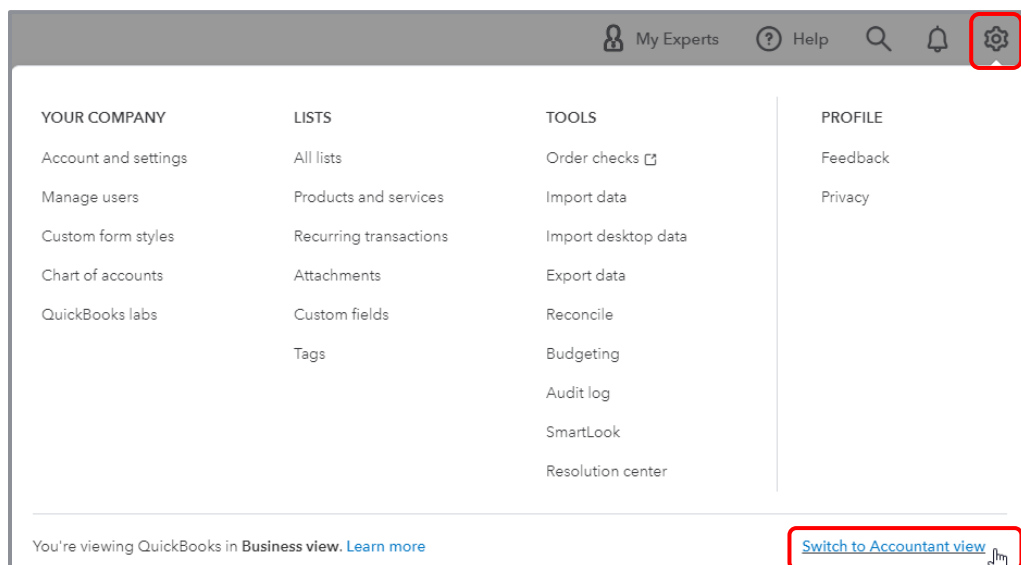 My Experts Help
YOUR COMPANY
Account and settings
Manage users
Custom form styles
Chart of accounts
QuickBooks labs
LISTS
All lists
Products and services
Recurring transactions
Attachments
Custom fields
Tags
TOOLS
Order checks
Import data
Import desktop data
Export data
Reconcile
Budgeting
Audit log
SmartLook
Resolution center
PROFILE
Feedback
Privacy
You're viewing QuickBooks in Business view. Learn more
Switch to Accountant view